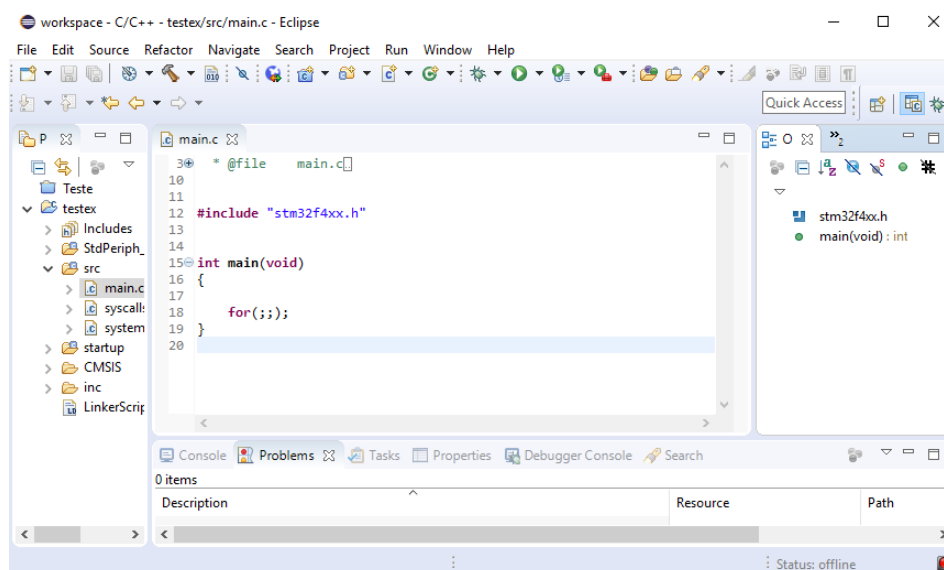 workspace - C/C++ - testex/src/main.c - Eclipse
File Edit Source Refactor Navigate Search Project Run Window Help
Quick Access
P
main.c
O
2
Teste
testex
Includes
StdPeriph_
src
main.c
syscall
system
startup
CMSIS
inc
LinkerScrip
3 * @file main.c
10
11
12 #include "stm32f4xx.h"
13
14
15 int main(void)
16 {
17
18 for(;;);
19 }
20
stm32f4xx.h
main(void) : int
Console Problems Tasks Properties Debugger Console Search
0 items
Description Resource Path
Status: offline